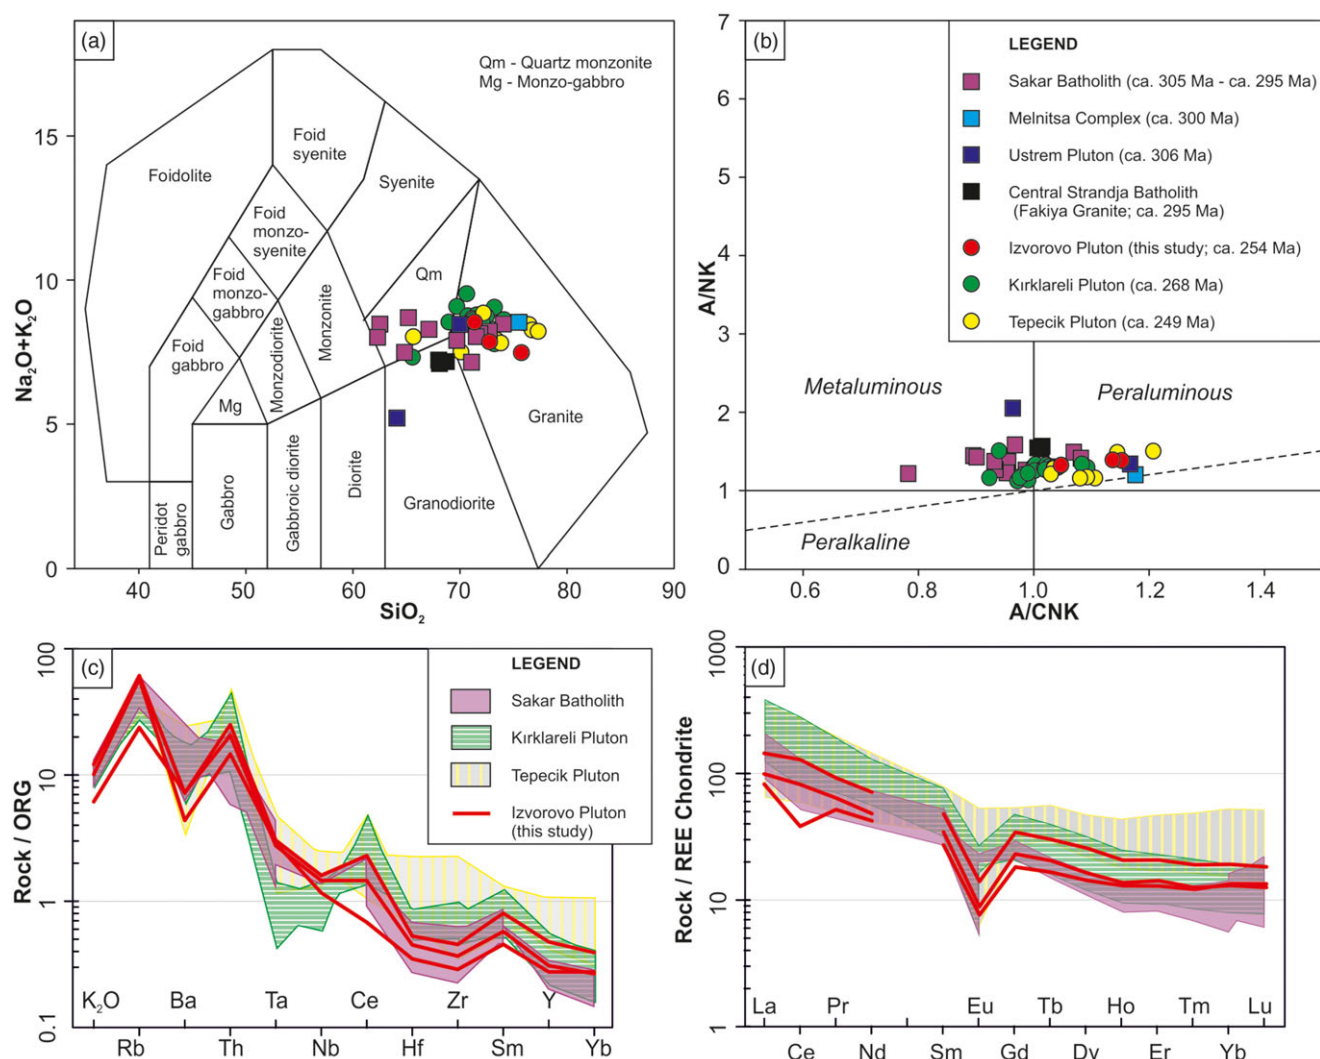 (a)
Qm - Quartz monzonite
Mg - Monzo-gabbro
Foid
syenite
Foidolite
Syenite
Foid
monzo-
syenite
Foid
monzo-
gabbro
Qm
Monzonite
Foid
gabbro
Monzodiorite
Mg
Granite
Peridot
gabbro
Gabbro
Gabbroic diorite
Diorite
Granodiorite
Na₂O+K₂O
15
10
5
0
40
50
60
70
80
90
SiO₂
(b)
LEGEND
Sakar Batholith (ca. 305 Ma - ca. 295 Ma)
Melnitsa Complex (ca. 300 Ma)
Ustrem Pluton (ca. 306 Ma)
Central Strandja Batholith
(Fakiya Granite; ca. 295 Ma)
Izvorovo Pluton (this study; ca. 254 Ma)
Kırklareli Pluton (ca. 268 Ma)
Tepecik Pluton (ca. 249 Ma)
Metaluminous
Peraluminous
Peralkaline
A/NK
7
6
5
4
3
2
1
0
0.6
0.8
1.0
1.2
1.4
A/CNK
(c)
LEGEND
Sakar Batholith
Kırklareli Pluton
Tepecik Pluton
Izvorovo Pluton
(this study)
Rock / ORG
100
10
1
0.1
K₂O
Ba
Ta
Ce
Zr
Y
Rb
Th
Nb
Hf
Sm
Yb
(d)
Rock / REE Chondrite
1000
100
10
1
La
Pr
Eu
Tb
Ho
Tm
Lu
Ce
Nd
Sm
Gd
Dy
Er
Yb